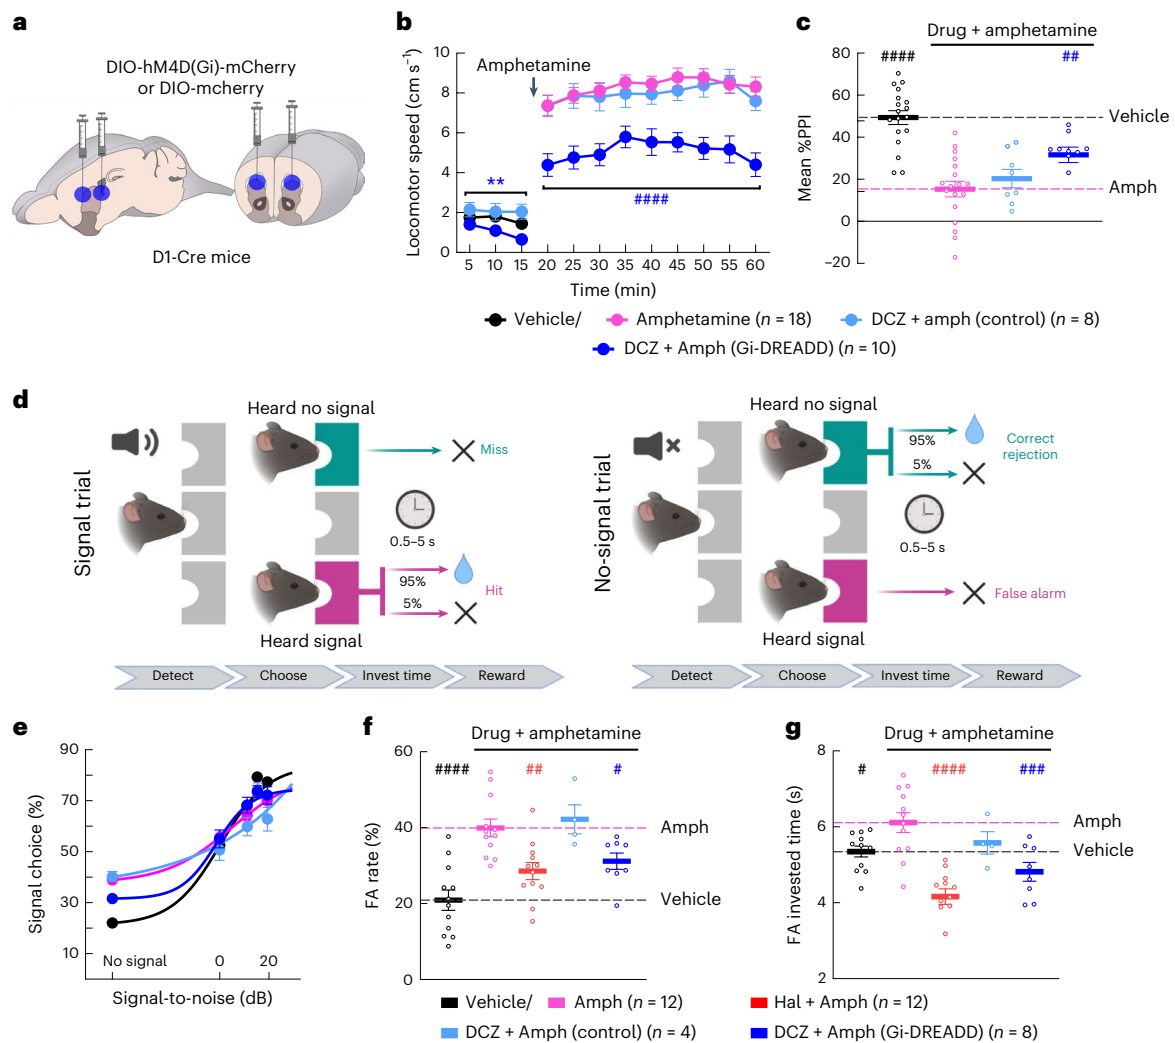 a
DIO-hM4D(Gi)-mCherry
or DIO-mcherry
D1-Cre mice
b
Amphetamine
Locomotor speed (cm s⁻¹)
10
8
6
4
2
0
**
####
5 10 15 20 25 30 35 40 45 50 55 60
Time (min)
c
Drug + amphetamine
####
##
Mean %PPI
80
60
40
20
0
–20
Vehicle
Amph
Vehicle/
Amphetamine (n = 18)
DCZ + amph (control) (n = 8)
DCZ + Amph (Gi-DREADD) (n = 10)
d
Signal trial
Heard no signal
Miss
0.5–5 s
95%
5%
Hit
Heard signal
Detect
Choose
Invest time
Reward
No-signal trial
Heard no signal
95%
5%
Correct
rejection
0.5–5 s
False alarm
Heard signal
Detect
Choose
Invest time
Reward
e
Signal choice (%)
90
70
50
30
10
No signal 0 20
Signal-to-noise (dB)
f
Drug + amphetamine
####
##
#
FA rate (%)
60
40
20
0
Amph
Vehicle
g
Drug + amphetamine
#
####
###
FA invested time (s)
8
6
4
2
Amph
Vehicle
Vehicle/
Amph (n = 12)
Hal + Amph (n = 12)
DCZ + Amph (control) (n = 4)
DCZ + Amph (Gi-DREADD) (n = 8)